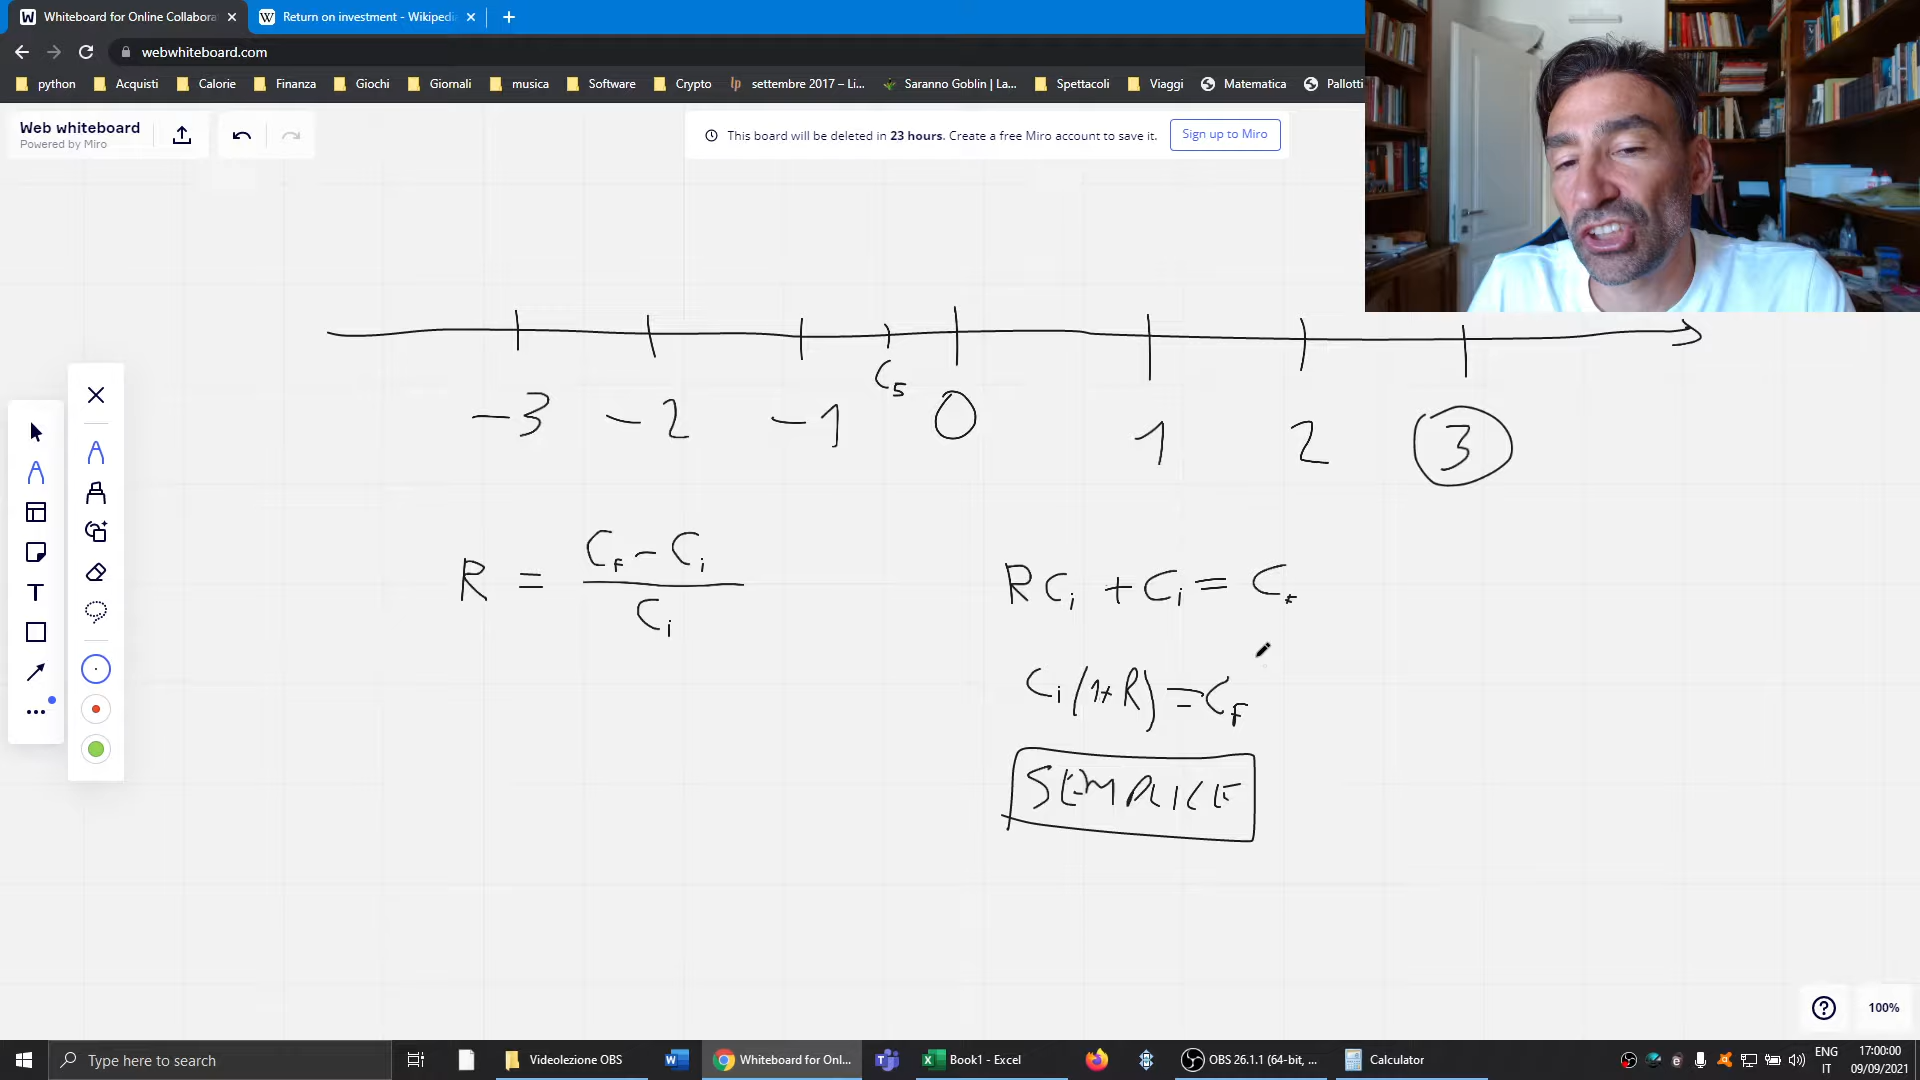 Whiteboard for Online Collabora
Return on investment - Wikipedi
webwhiteboard.com
python Acquisti Calorie Finanza Giochi Giornali musica Software Crypto lp settembre 2017 – Li... Saranno Goblin | La... Spettacoli Viaggi Matematica Pallotti
Web whiteboard
Powered by Miro
This board will be deleted in 23 hours. Create a free Miro account to save it. Sign up to Miro
C5
-3 -2 -1 0 1 2 3
R = (CF - Ci) / Ci
RCi + Ci = CF
Ci(1+R) = CF
SEMPLICE
100%
Type here to search
Videolezione OBS
Whiteboard for Onl...
Book1 - Excel
OBS 26.1.1 (64-bit, ...
Calculator
ENG
IT
17:00:00
09/09/2021